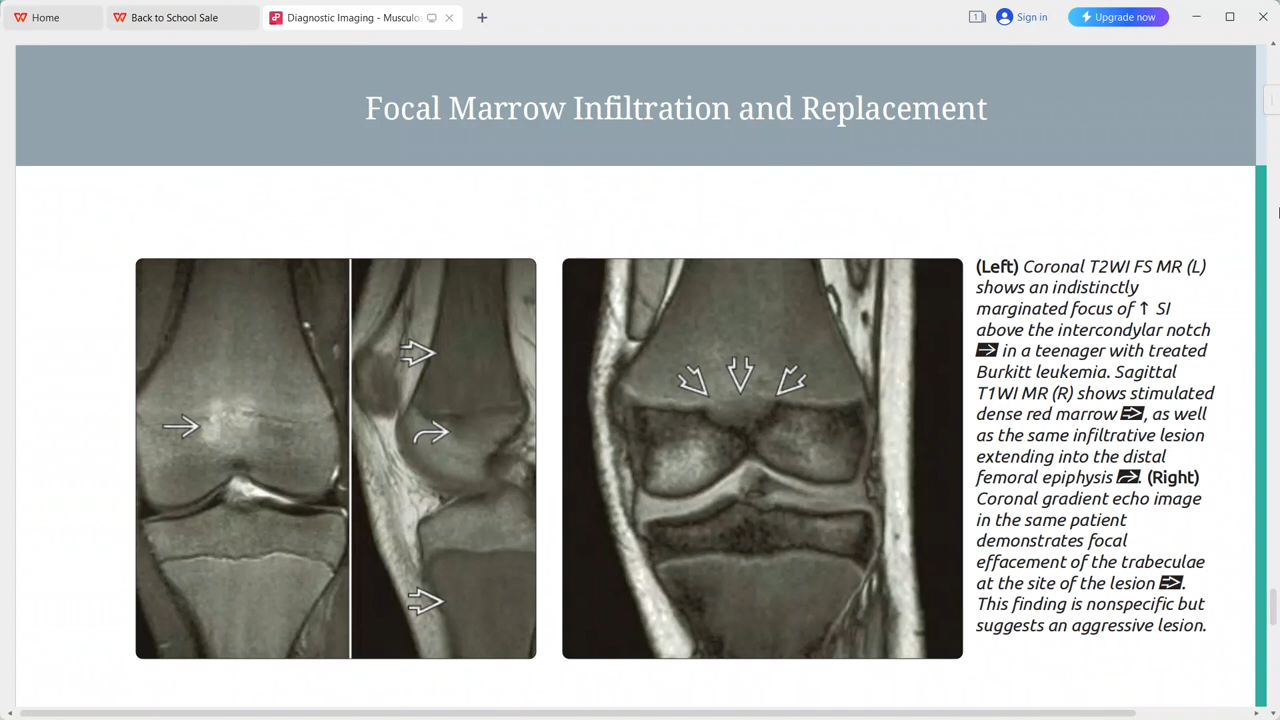 Home
Back to School Sale
Diagnostic Imaging - Musculo
1
Sign in
Upgrade now
Focal Marrow Infiltration and Replacement
(Left) Coronal T2WI FS MR (L)
shows an indistinctly
marginated focus of ↑ SI
above the intercondylar notch
➡ in a teenager with treated
Burkitt leukemia. Sagittal
T1WI MR (R) shows stimulated
dense red marrow ⇨, as well
as the same infiltrative lesion
extending into the distal
femoral epiphysis ↷. (Right)
Coronal gradient echo image
in the same patient
demonstrates focal
effacement of the trabeculae
at the site of the lesion ⇨.
This finding is nonspecific but
suggests an aggressive lesion.